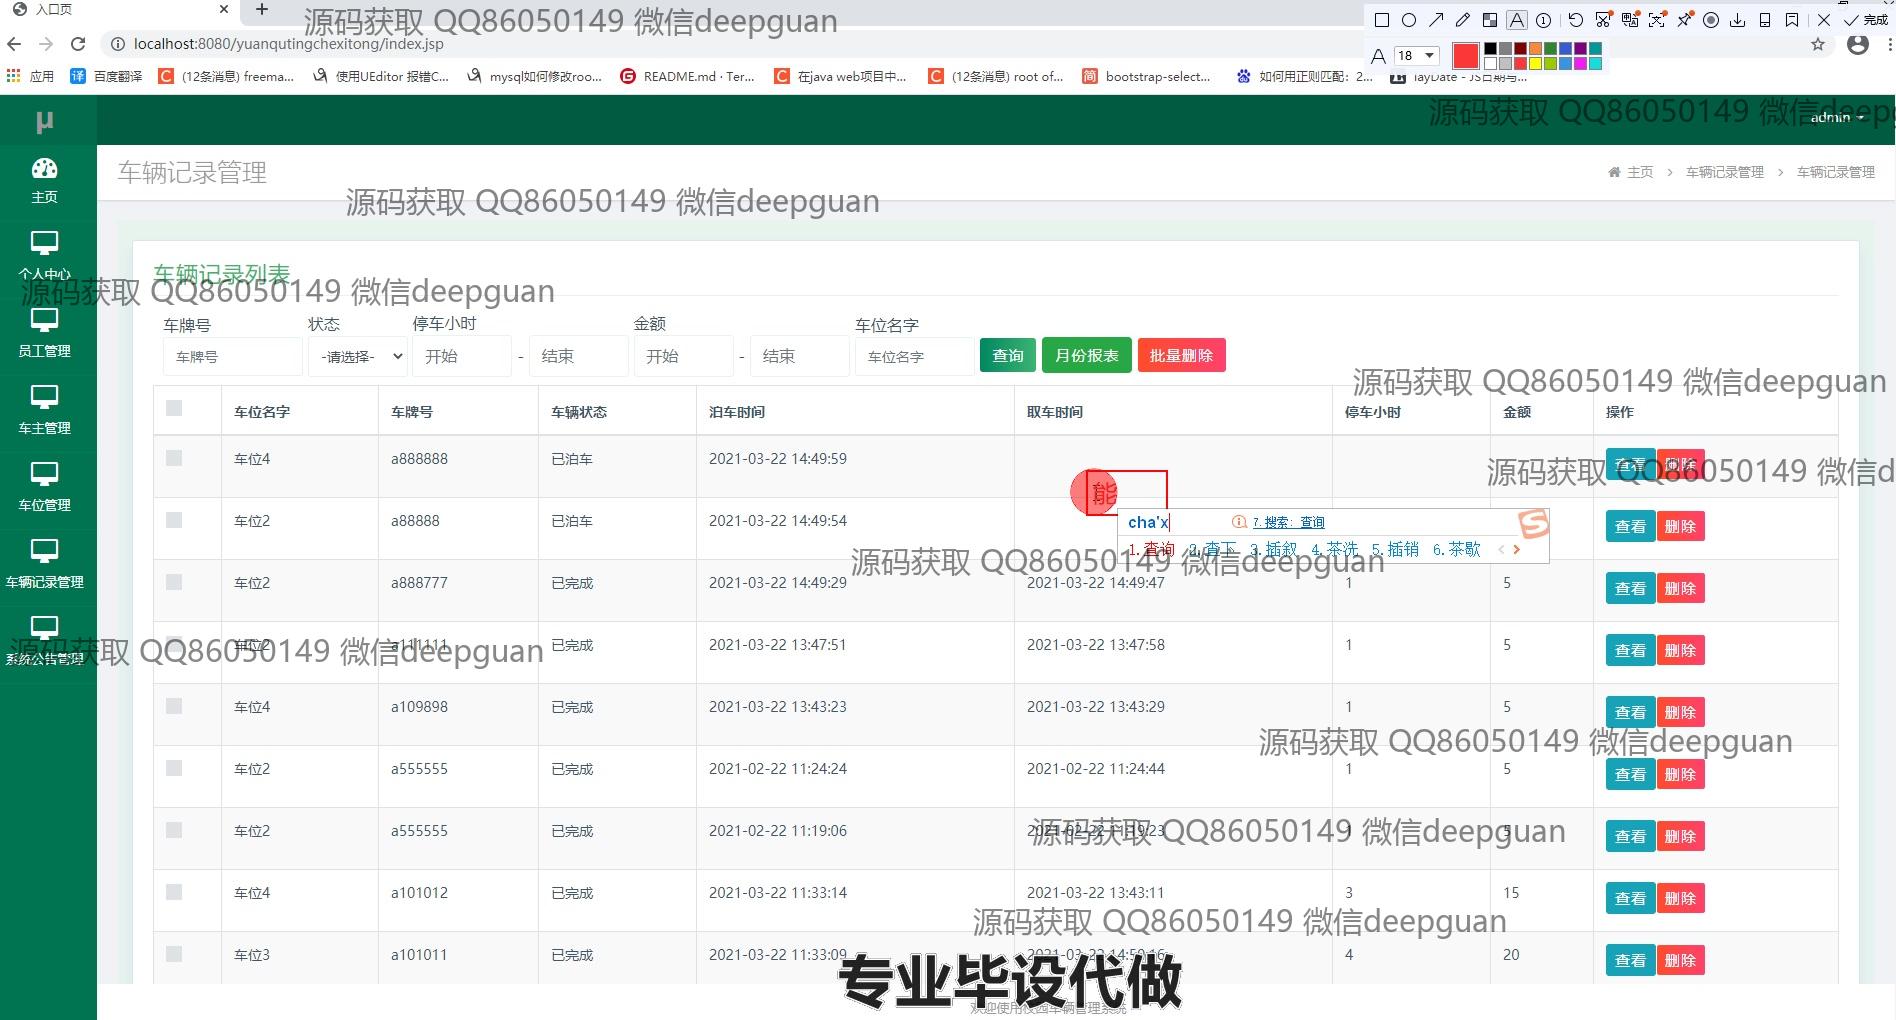 入口页
源码获取 QQ86050149 微信deepguan
完成
localhost:8080/yuanqutingchexitong/index.jsp
A 18
应用 百度翻译 (12条消息) freema... 使用UEditor 报错C... mysql如何修改roo... README.md · Ter... 在java web项目中... (12条消息) root of... bootstrap-select... 如何用正则匹配：2... layDate - JS日期与...
源码获取 QQ86050149 微信deep
μ
admin
主页
车辆记录管理
主页 > 车辆记录管理 > 车辆记录管理
源码获取 QQ86050149 微信deepguan
个人中心
车辆记录列表
源码获取 QQ86050149 微信deepguan
员工管理
车牌号 状态 停车小时 金额 车位名字
车牌号 -请选择- 开始 - 结束 开始 - 结束 车位名字 查询 月份报表 批量删除
源码获取 QQ86050149 微信deepguan
车位名字 车牌号 车辆状态 泊车时间 取车时间 停车小时 金额 操作
车主管理
车位4 a888888 已泊车 2021-03-22 14:49:59 查看 删除
源码获取 QQ86050149 微信d
能
车位管理
车位2 a88888 已泊车 2021-03-22 14:49:54 查看 删除
cha'x 7.搜索：查询
1.查询 2.查下 3.插叙 4.茶洗 5.插销 6.茶歇
源码获取 QQ86050149 微信deepguan
车辆记录管理
车位2 a888777 已完成 2021-03-22 14:49:29 2021-03-22 14:49:47 1 5 查看 删除
车位2 a111111 已完成 2021-03-22 13:47:51 2021-03-22 13:47:58 1 5 查看 删除
源码获取 QQ86050149 微信deepguan
系统公告管理
车位4 a109898 已完成 2021-03-22 13:43:23 2021-03-22 13:43:29 1 5 查看 删除
源码获取 QQ86050149 微信deepguan
车位2 a555555 已完成 2021-02-22 11:24:24 2021-02-22 11:24:44 1 5 查看 删除
车位2 a555555 已完成 2021-02-22 11:19:06 2021-02-22 11:19:23 1 5 查看 删除
源码获取 QQ86050149 微信deepguan
车位4 a101012 已完成 2021-03-22 11:33:14 2021-03-22 13:43:11 3 15 查看 删除
源码获取 QQ86050149 微信deepguan
车位3 a101011 已完成 2021-03-22 11:33:09 2021-03-22 14:50:16 4 20 查看 删除
专业毕设代做
欢迎使用校园车辆管理系统